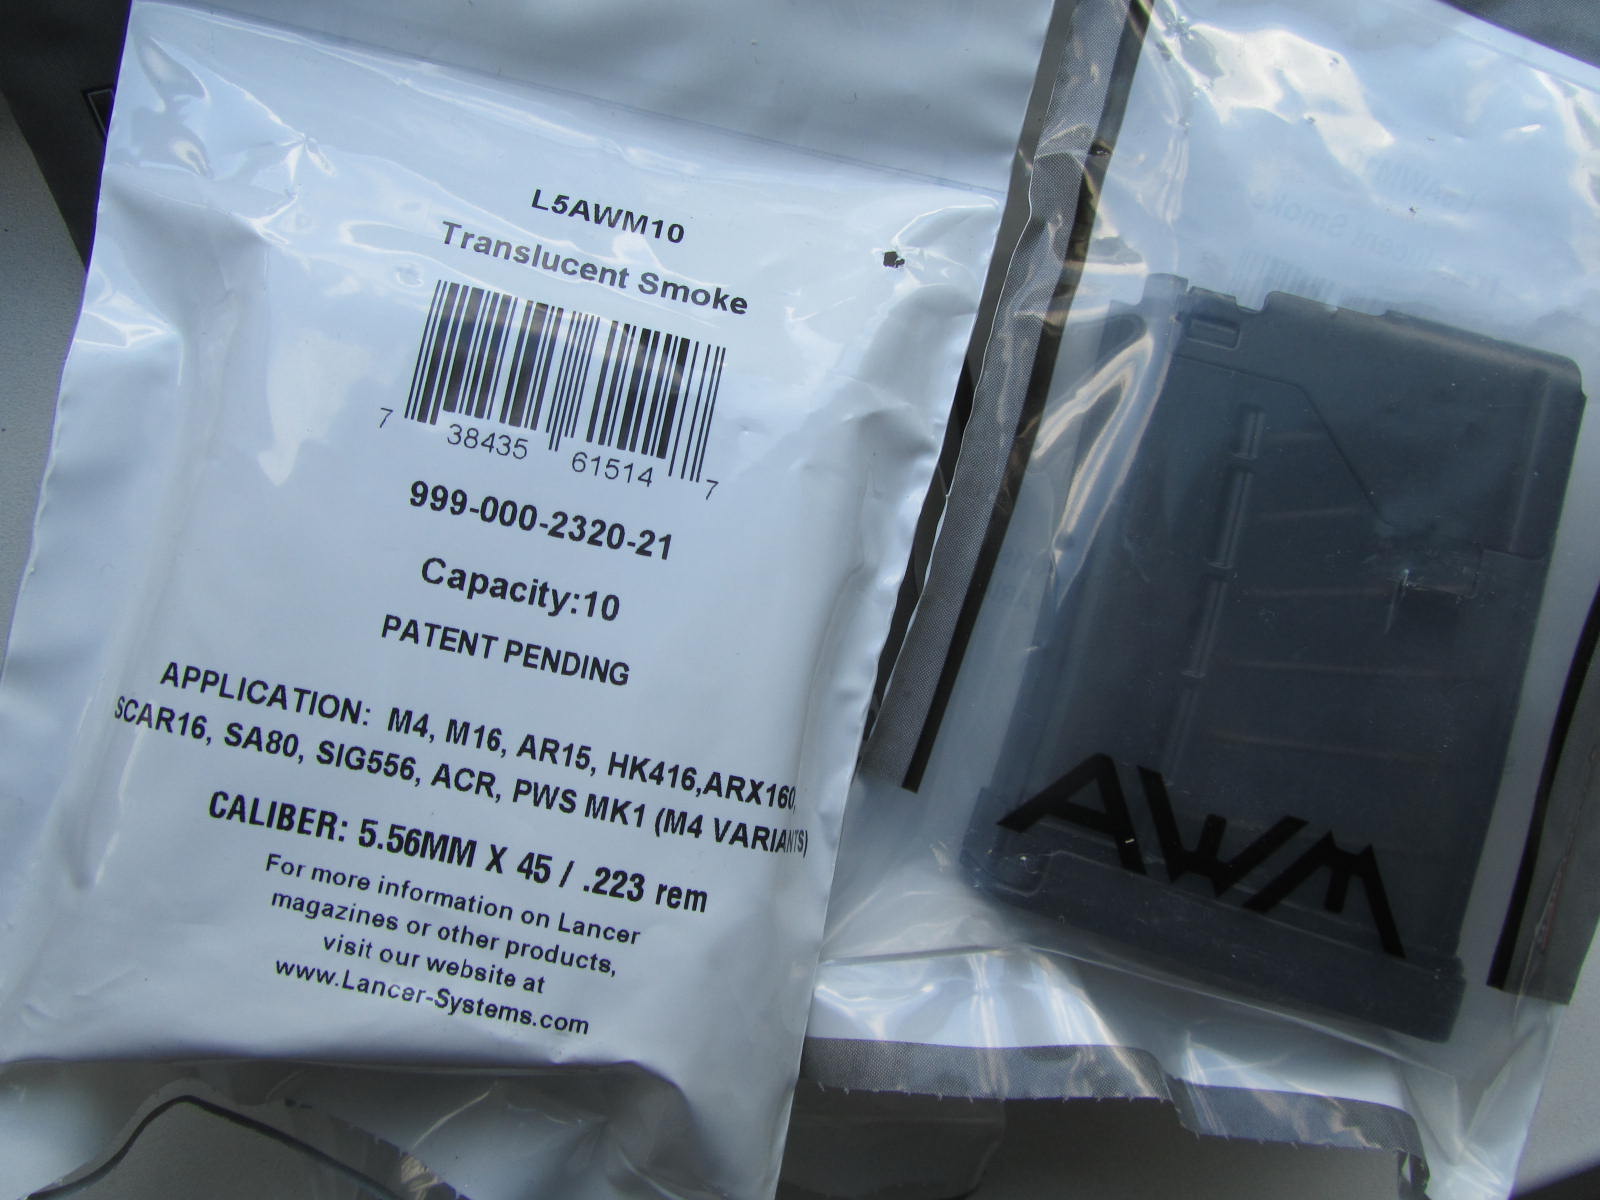 L5AWM10
Translucent Smoke
7 38435 61514 7
999-000-2320-21
Capacity:10
PATENT PENDING
APPLICATION: M4, M16, AR15, HK416,ARX160,
SCAR16, SA80, SIG556, ACR, PWS MK1 (M4 VARIANTS)
CALIBER: 5.56MM X 45 / .223 rem
For more information on Lancer
magazines or other products,
visit our website at
www.Lancer-Systems.com
AWM